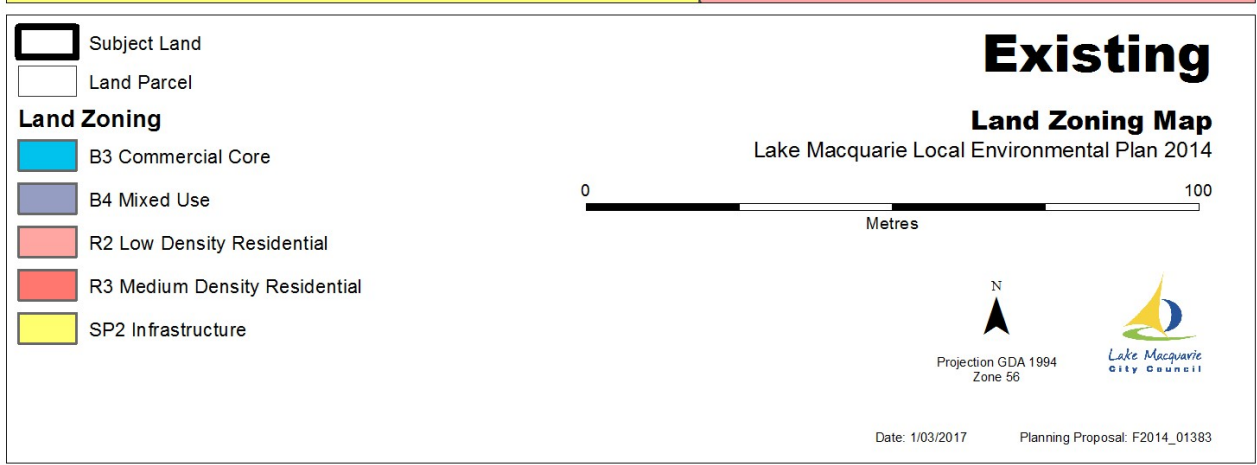 Subject Land
Land Parcel
Land Zoning
B3 Commercial Core
B4 Mixed Use
R2 Low Density Residential
R3 Medium Density Residential
SP2 Infrastructure
Existing
Land Zoning Map
Lake Macquarie Local Environmental Plan 2014
0 100
Metres
N
Projection GDA 1994
Zone 56
Lake Macquarie
City Council
Date: 1/03/2017 Planning Proposal: F2014_01383